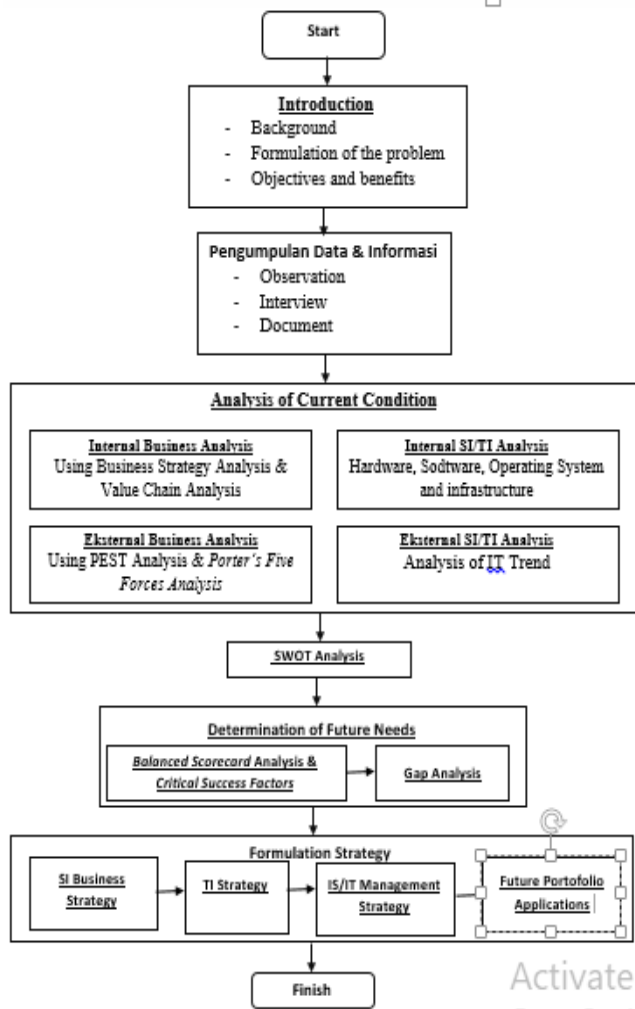 Start
Introduction
- Background
- Formulation of the problem
- Objectives and benefits
Pengumpulan Data & Informasi
- Observation
- Interview
- Document
Analysis of Current Condition
Internal Business Analysis
Using Business Strategy Analysis &
Value Chain Analysis
Internal SI/TI Analysis
Hardware, Sodtware, Operating System
and infrastructure
Eksternal Business Analysis
Using PEST Analysis & Porter's Five
Forces Analysis
Eksternal SI/TI Analysis
Analysis of IT Trend
SWOT Analysis
Determination of Future Needs
Balanced Scorecard Analysis &
Critical Success Factors
Gap Analysis
Formulation Strategy
SI Business
Strategy
TI Strategy
IS/IT Management
Strategy
Future Portofolio
Applications
Finish
Activate